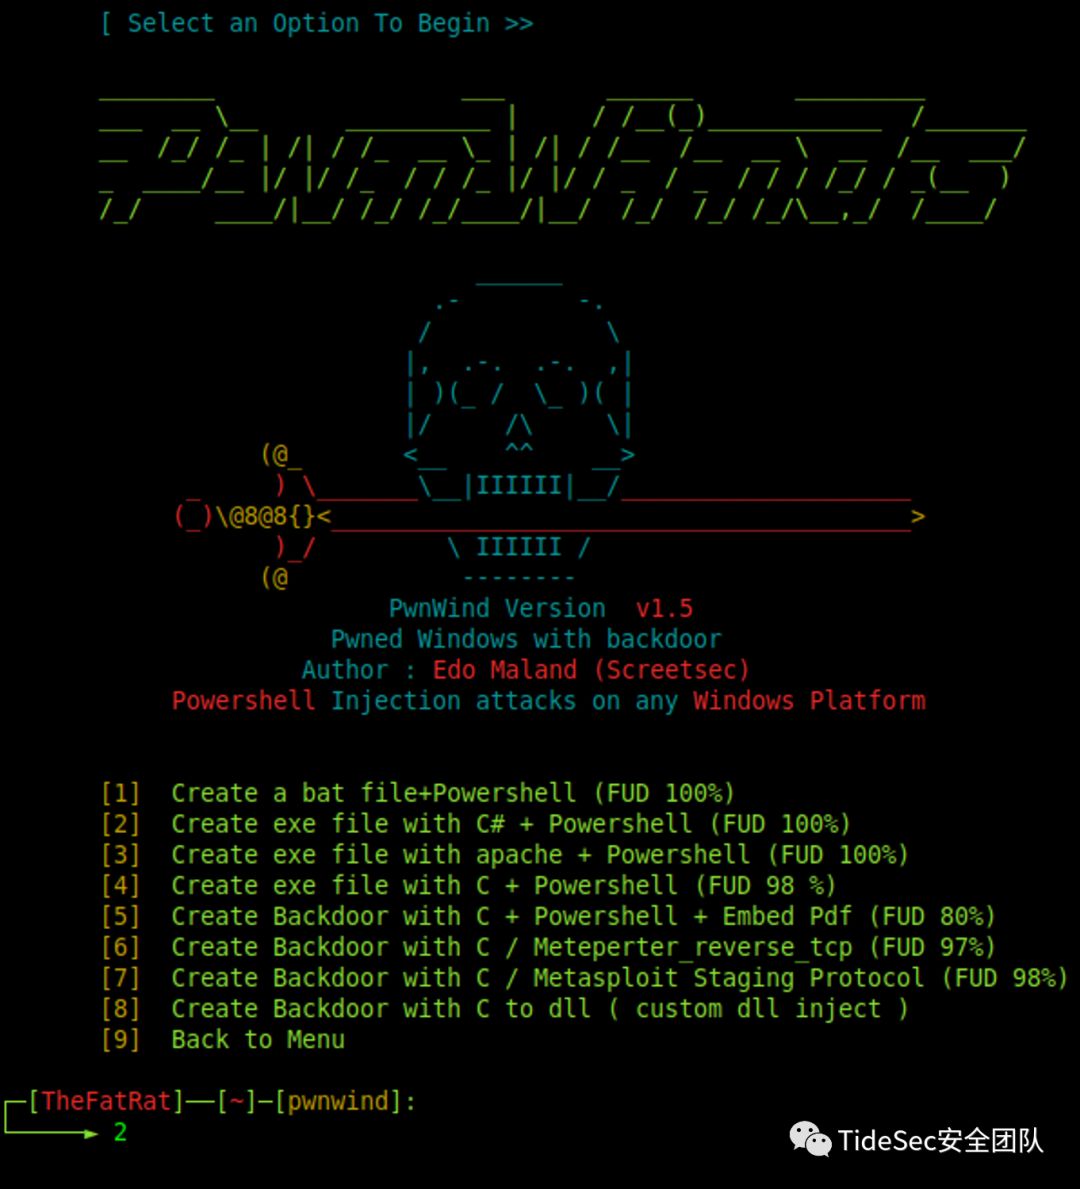 [ Select an Option To Begin >>
PwnWinds
PwnWind Version v1.5
Pwned Windows with backdoor
Author : Edo Maland (Screetsec)
Powershell Injection attacks on any Windows Platform
[1] Create a bat file+Powershell (FUD 100%)
[2] Create exe file with C# + Powershell (FUD 100%)
[3] Create exe file with apache + Powershell (FUD 100%)
[4] Create exe file with C + Powershell (FUD 98 %)
[5] Create Backdoor with C + Powershell + Embed Pdf (FUD 80%)
[6] Create Backdoor with C / Meteperter_reverse_tcp (FUD 97%)
[7] Create Backdoor with C / Metasploit Staging Protocol (FUD 98%)
[8] Create Backdoor with C to dll ( custom dll inject )
[9] Back to Menu
[TheFatRat]—[~]—[pwnwind]:
2
TideSec安全团队